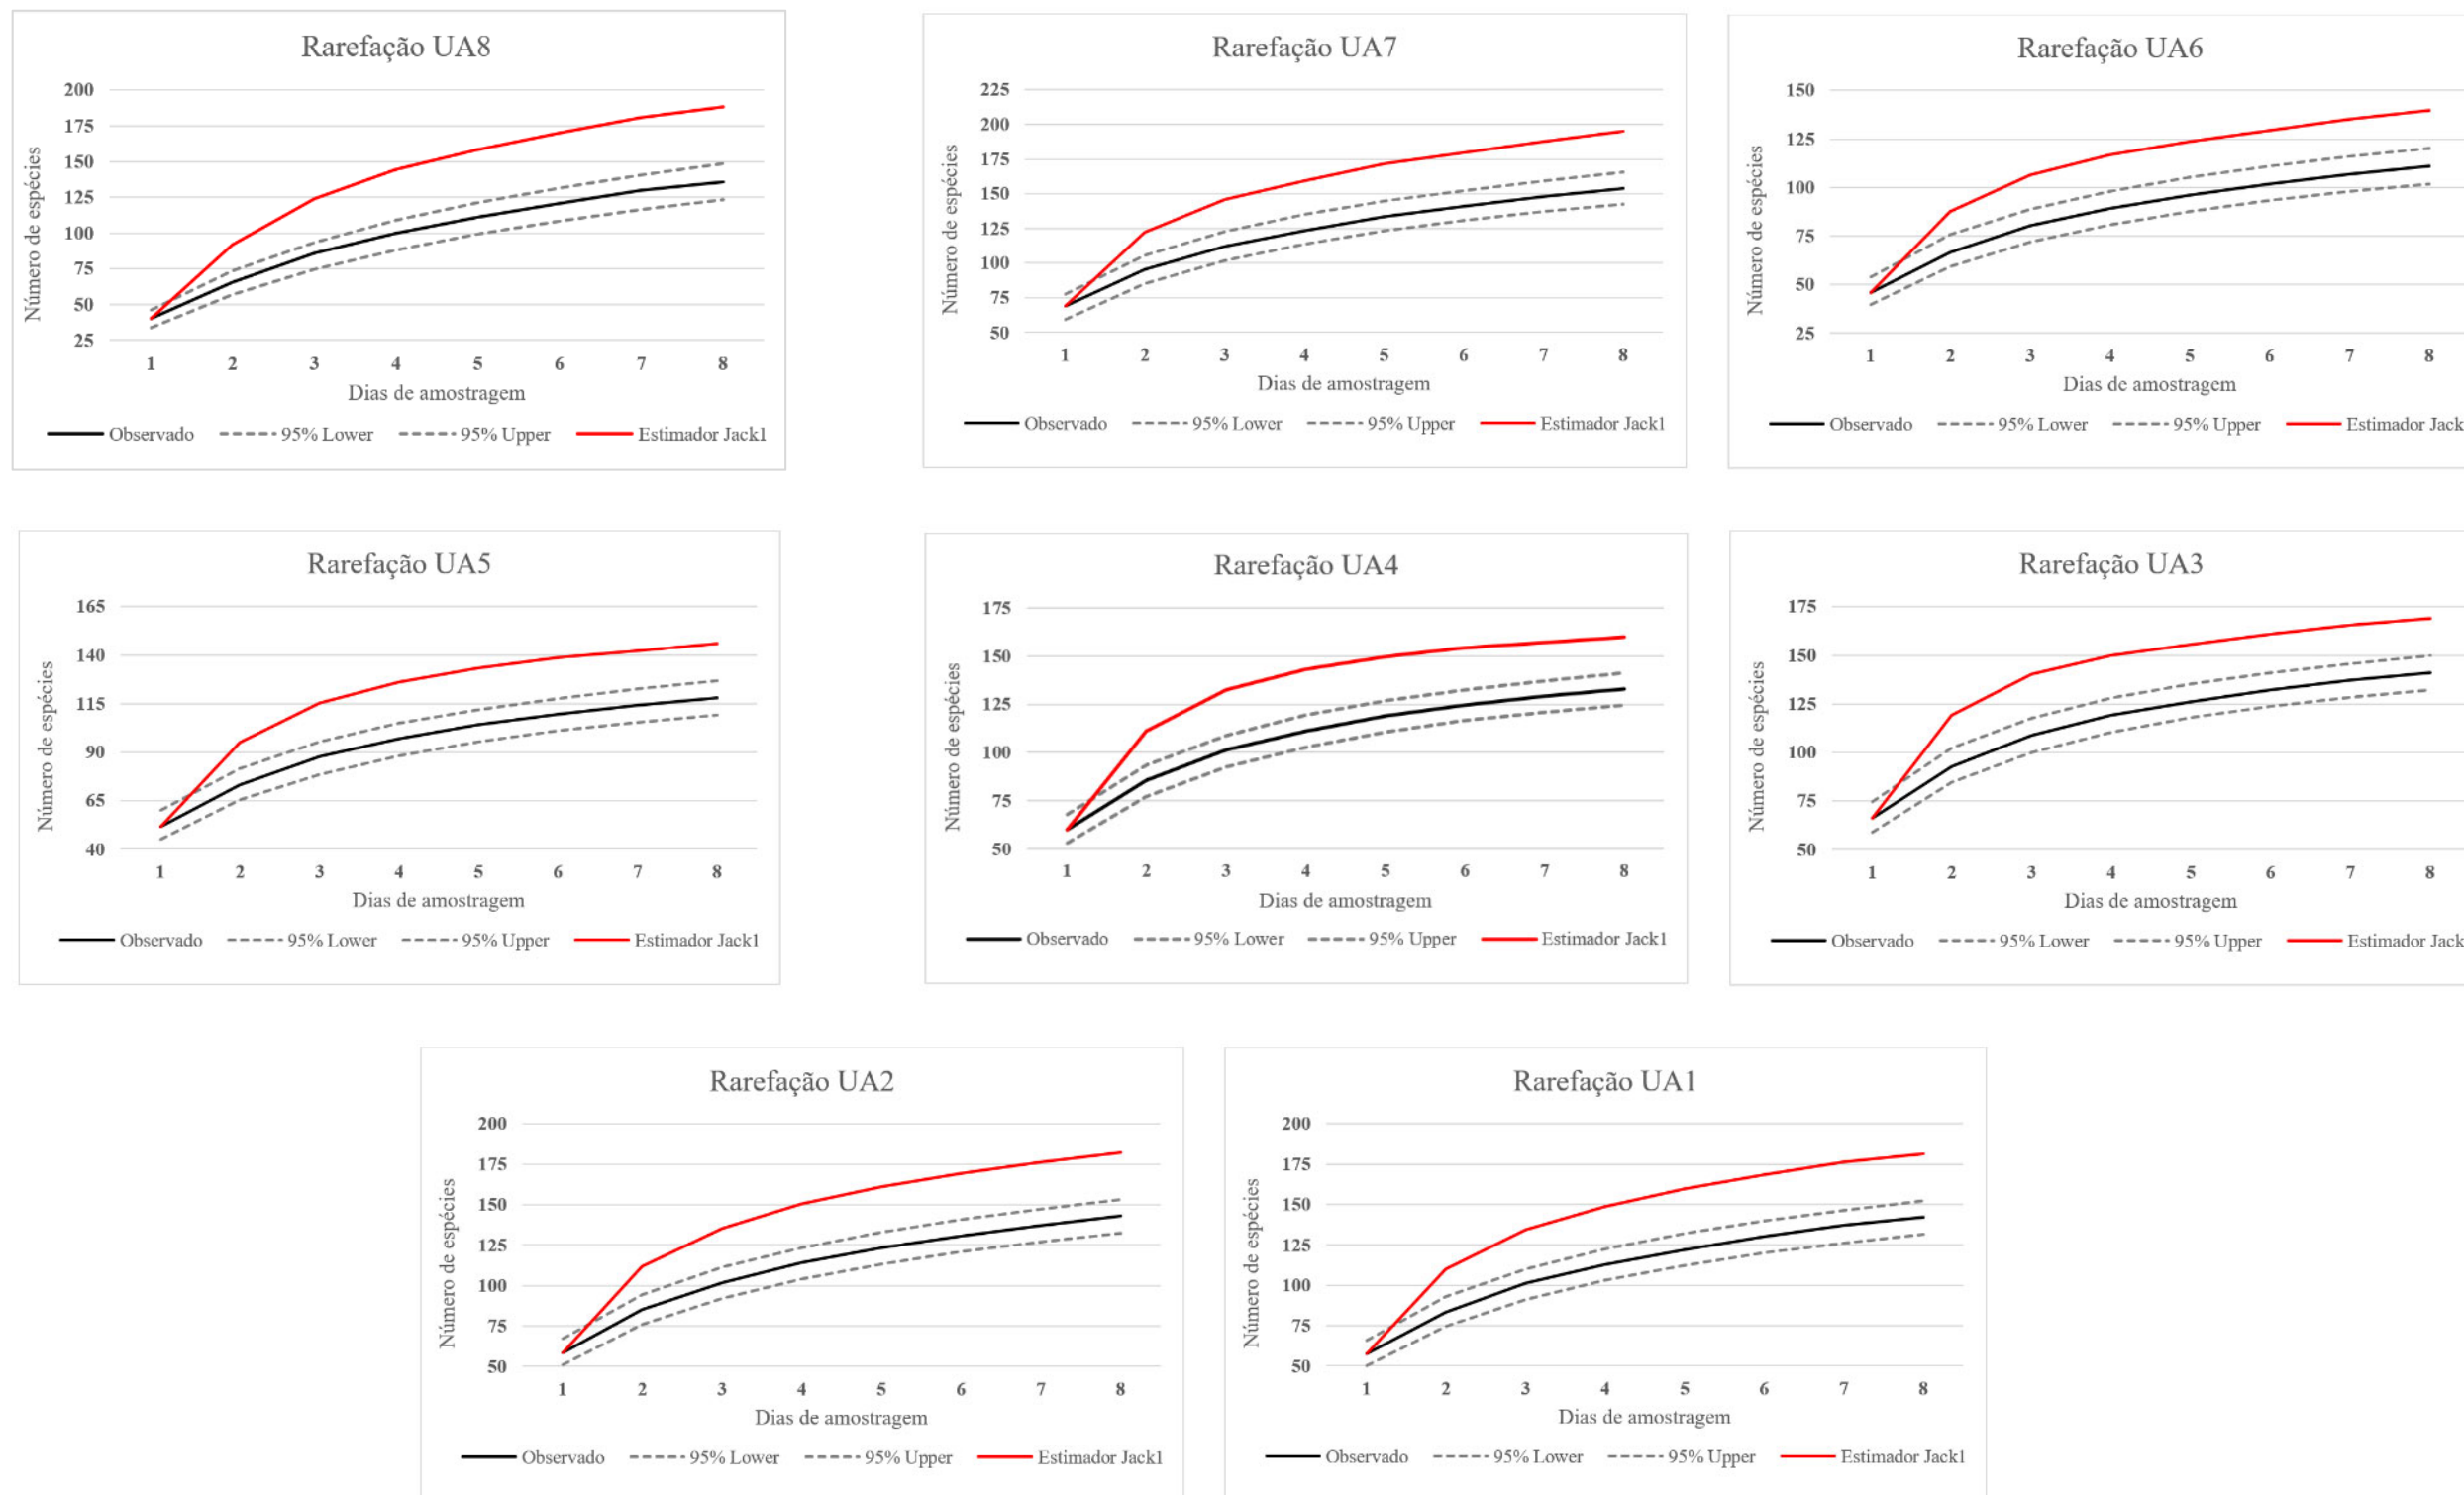 Rarefação UA8
Número de espécies
200
175
150
125
100
75
50
25
1 2 3 4 5 6 7 8
Dias de amostragem
Observado 95% Lower 95% Upper Estimador Jack1
Rarefação UA7
Número de espécies
225
200
175
150
125
100
75
50
1 2 3 4 5 6 7 8
Dias de amostragem
Observado 95% Lower 95% Upper Estimador Jack1
Rarefação UA6
Número de espécies
150
125
100
75
50
25
1 2 3 4 5 6 7 8
Dias de amostragem
Observado 95% Lower 95% Upper Estimador Jack
Rarefação UA5
Número de espécies
165
140
115
90
65
40
1 2 3 4 5 6 7 8
Dias de amostragem
Observado 95% Lower 95% Upper Estimador Jack1
Rarefação UA4
Número de espécies
175
150
125
100
75
50
1 2 3 4 5 6 7 8
Dias de amostragem
Observado 95% Lower 95% Upper Estimador Jack1
Rarefação UA3
Número de espécies
175
150
125
100
75
50
1 2 3 4 5 6 7 8
Dias de amostragem
Observado 95% Lower 95% Upper Estimador Jack
Rarefação UA2
Número de espécies
200
175
150
125
100
75
50
1 2 3 4 5 6 7 8
Dias de amostragem
Observado 95% Lower 95% Upper Estimador Jack1
Rarefação UA1
Número de espécies
200
175
150
125
100
75
50
1 2 3 4 5 6 7 8
Dias de amostragem
Observado 95% Lower 95% Upper Estimador Jack1